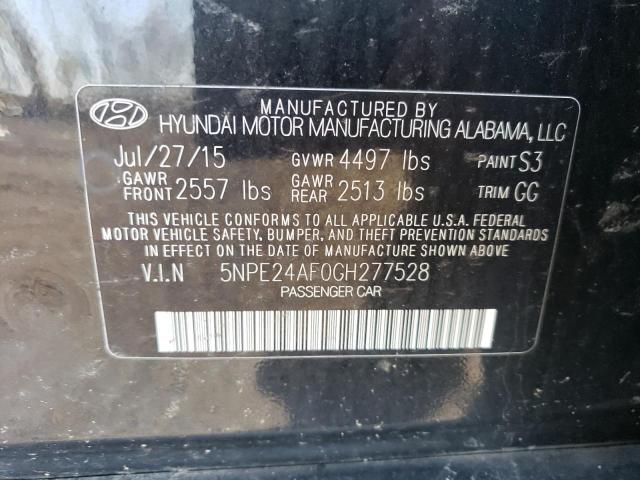 MANUFACTURED BY
HYUNDAI MOTOR MANUFACTURING ALABAMA, LLC
Jul/27/15 GVWR 4497 lbs PAINT S3
GAWR FRONT 2557 lbs GAWR REAR 2513 lbs TRIM GG
THIS VEHICLE CONFORMS TO ALL APPLICABLE U.S.A. FEDERAL
MOTOR VEHICLE SAFETY, BUMPER, AND THEFT PREVENTION STANDARDS
IN EFFECT ON THE DATE OF MANUFACTURE SHOWN ABOVE
V.I.N 5NPE24AF0GH277528
PASSENGER CAR